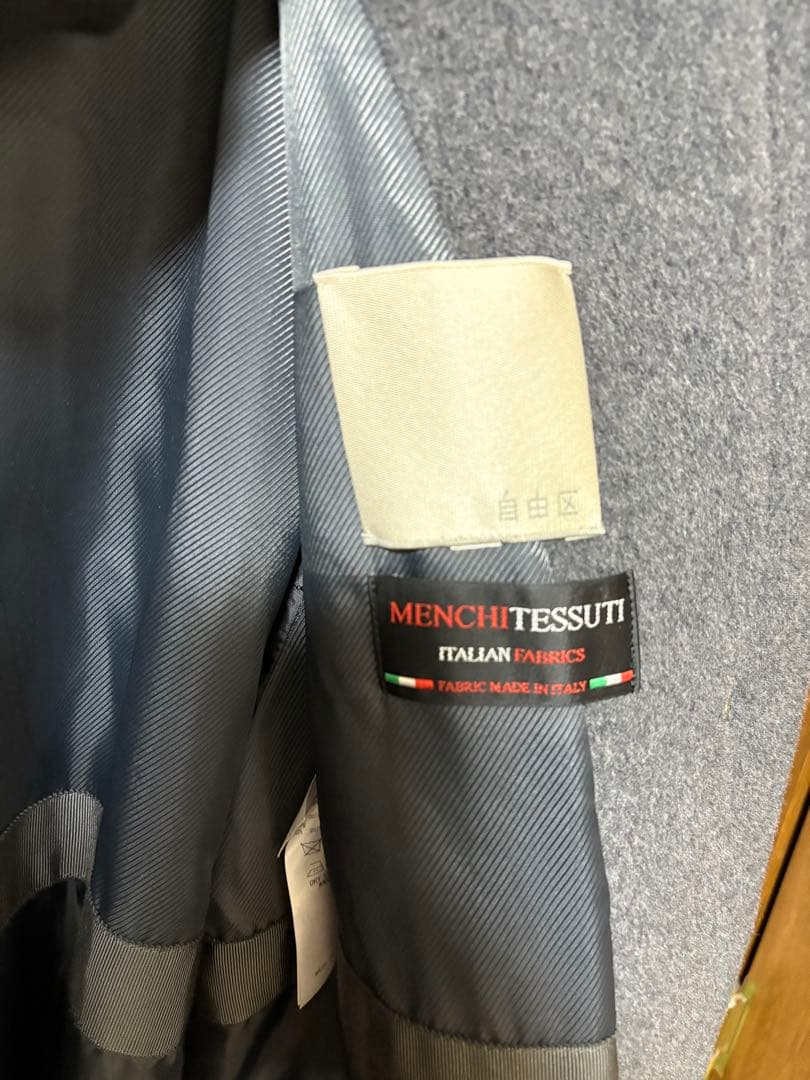 自由区
MENCHITESSUTI
ITALIAN FABRICS
FABRIC MADE IN ITALY